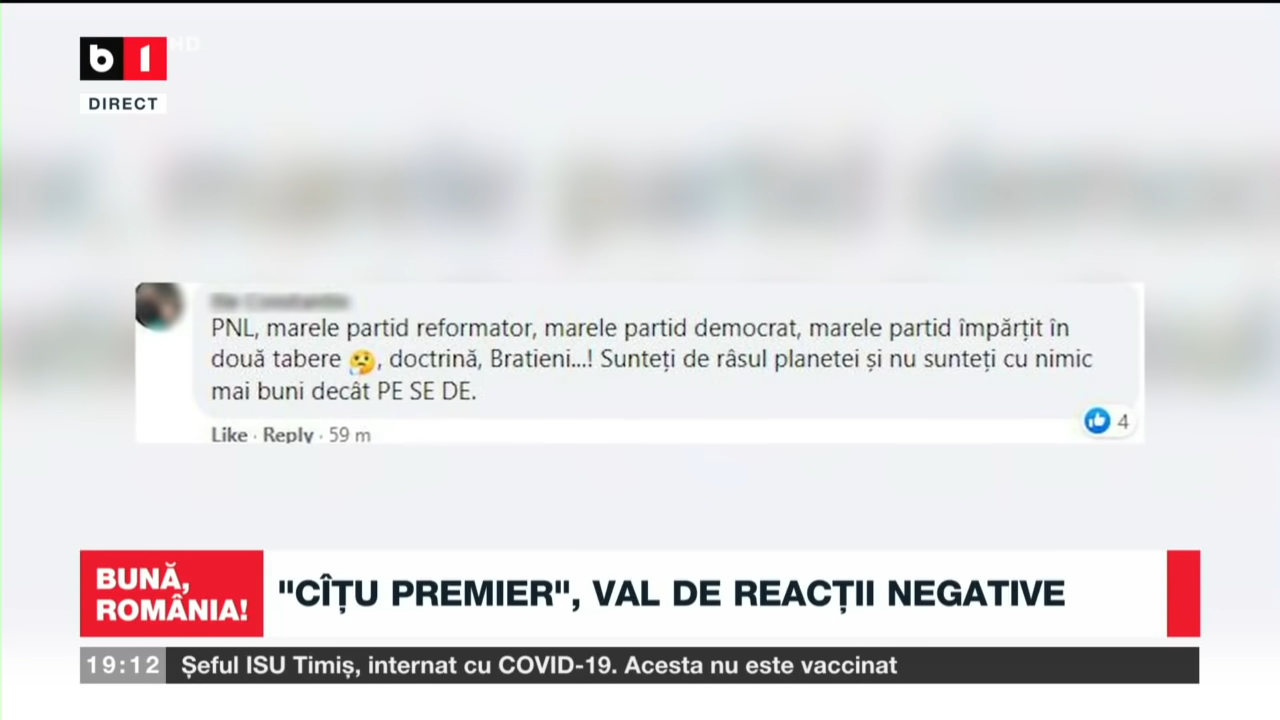 b1 HD
DIRECT
PNL, marele partid reformator, marele partid democrat, marele partid împărțit în
două tabere 🤔, doctrină, Bratieni...! Sunteți de râsul planetei și nu sunteți cu nimic
mai buni decât PE SE DE.
4
Like · Reply · 59 m
BUNĂ,
ROMÂNIA!
"CÎȚU PREMIER", VAL DE REACȚII NEGATIVE
19:12 Șeful ISU Timiș, internat cu COVID-19. Acesta nu este vaccinat